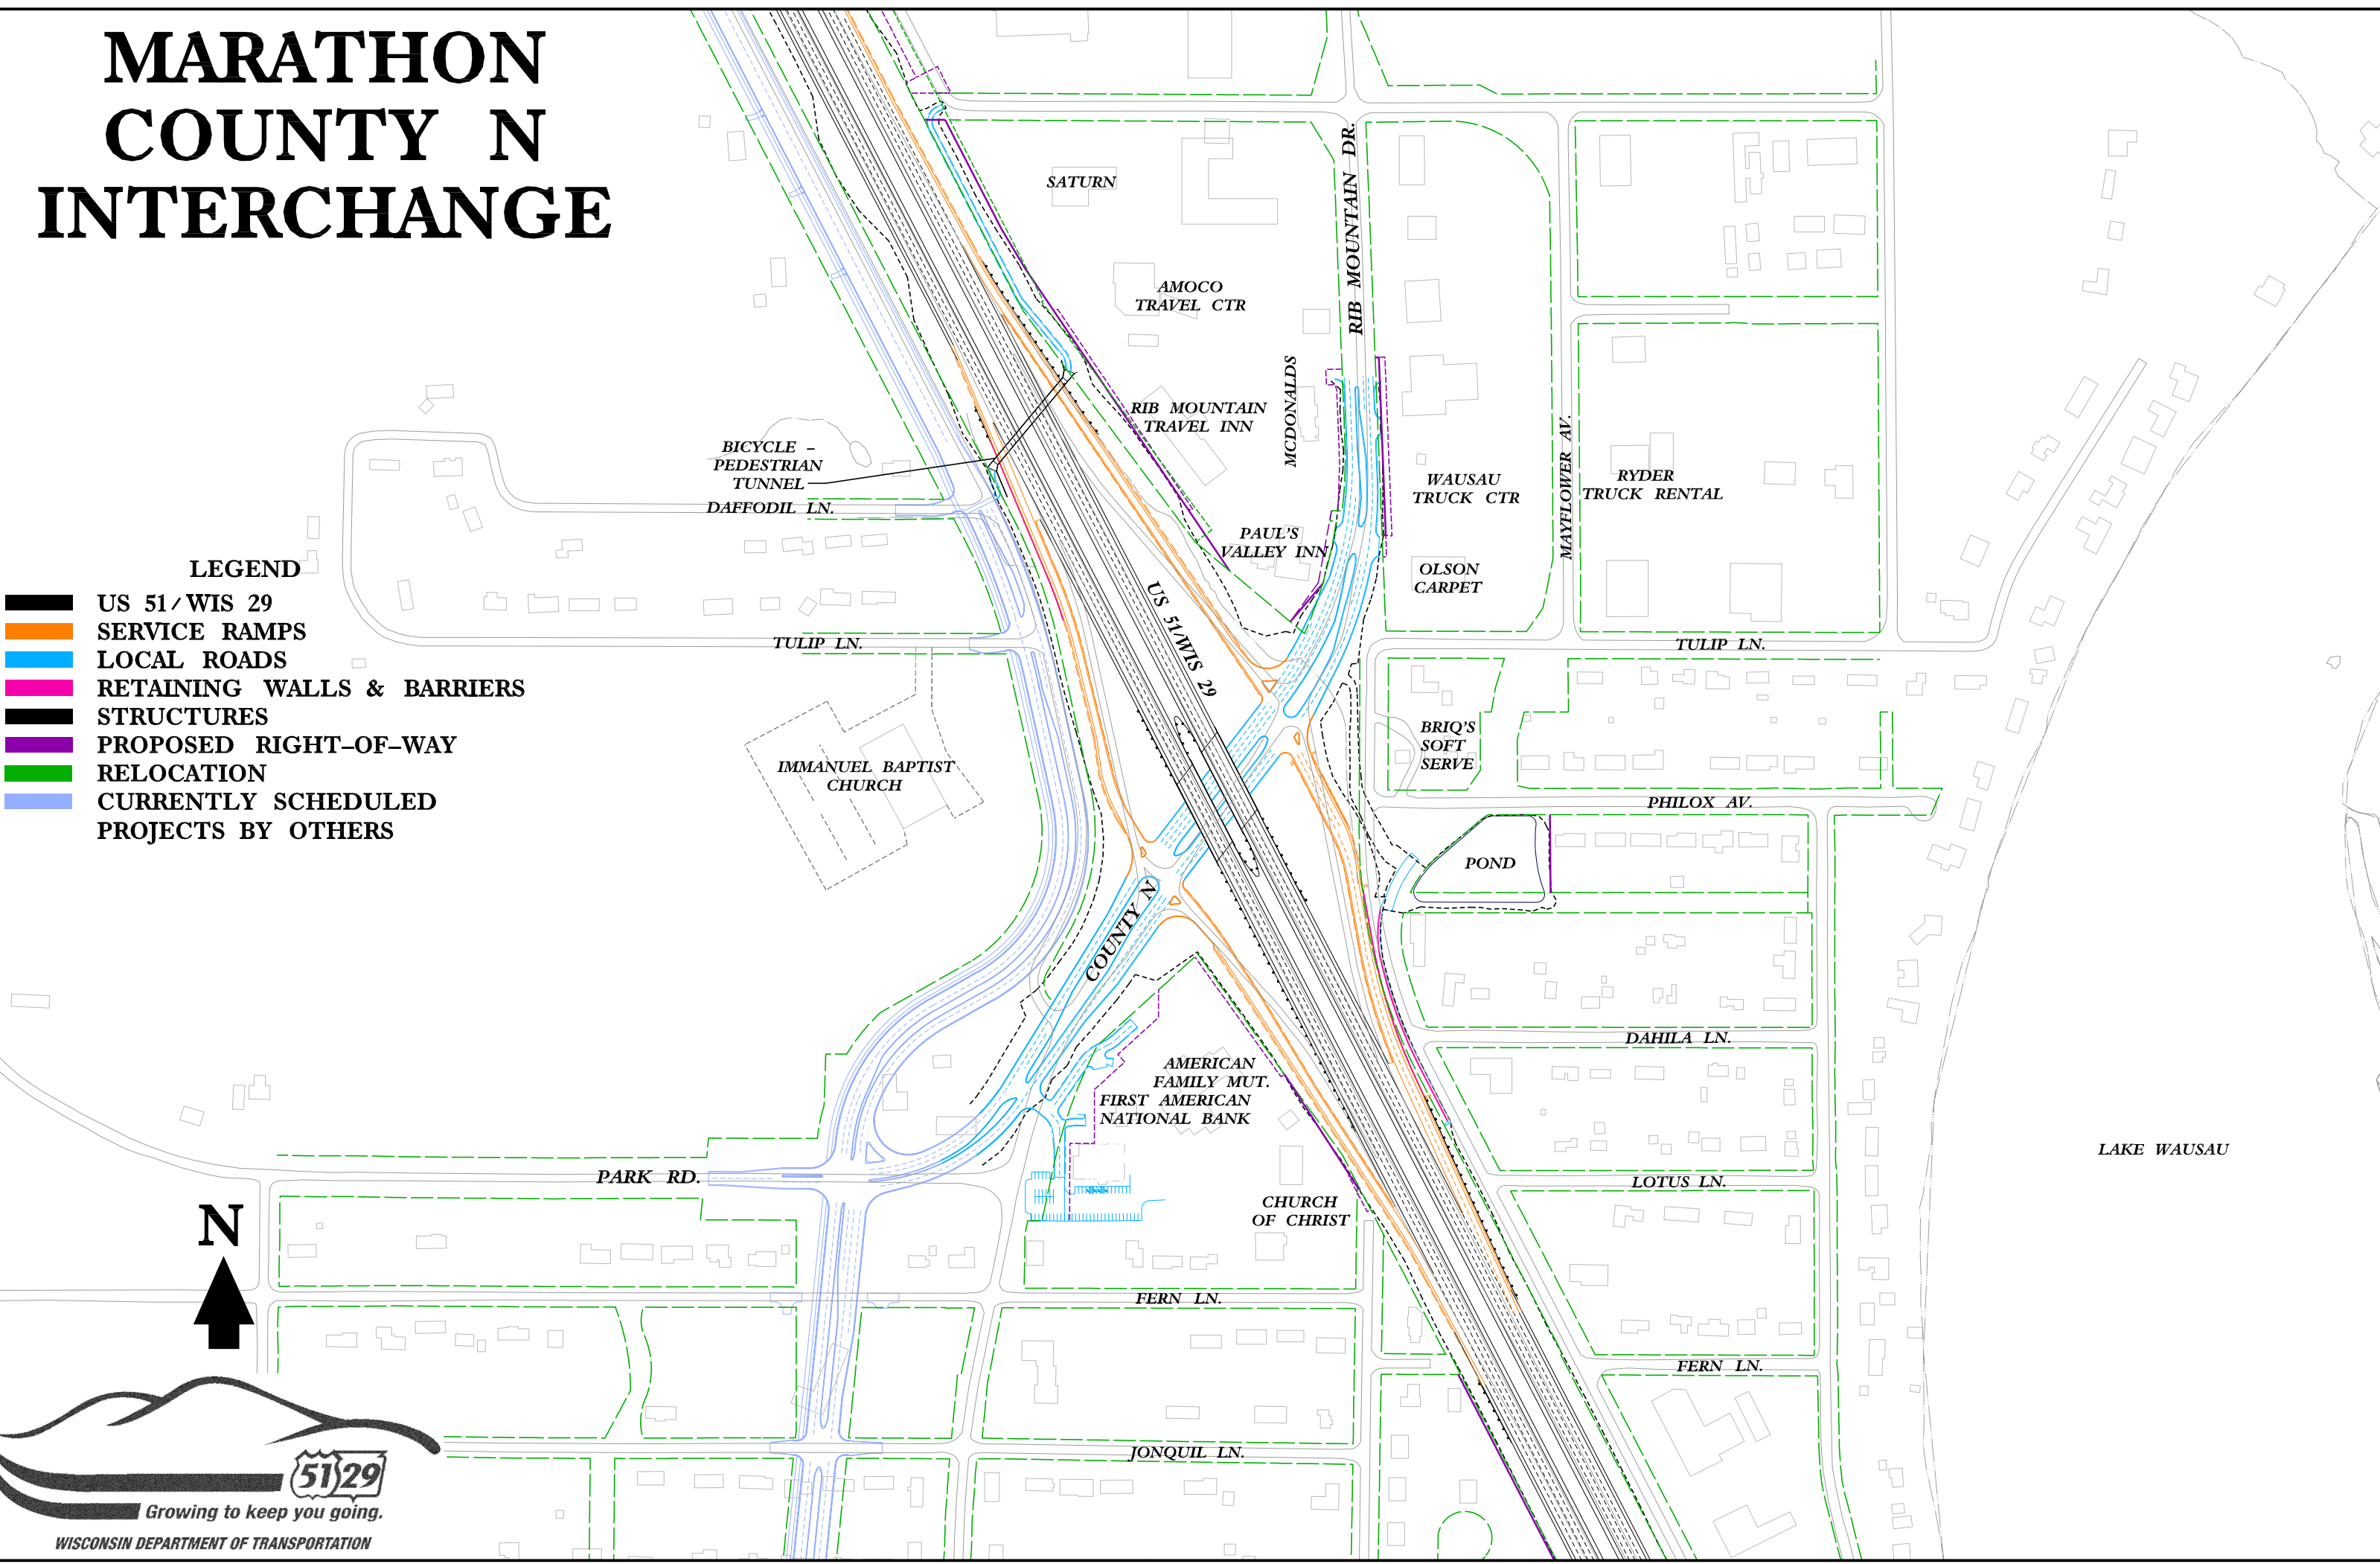 MARATHON
COUNTY N
INTERCHANGE
RIB MOUNTAIN DR.
SATURN
AMOCO
TRAVEL CTR
RIB MOUNTAIN
TRAVEL INN
MCDONALDS
BICYCLE –
PEDESTRIAN
TUNNEL
DAFFODIL LN.
WAUSAU
TRUCK CTR
MAYFLOWER AV.
RYDER
TRUCK RENTAL
PAUL'S
VALLEY INN
OLSON
CARPET
LEGEND
US 51/WIS 29
SERVICE RAMPS
LOCAL ROADS
RETAINING WALLS & BARRIERS
STRUCTURES
PROPOSED RIGHT–OF–WAY
RELOCATION
CURRENTLY SCHEDULED
PROJECTS BY OTHERS
TULIP LN.
US 51/WIS 29
TULIP LN.
IMMANUEL BAPTIST
CHURCH
BRIQ'S
SOFT
SERVE
PHILOX AV.
POND
COUNTY N
DAHILA LN.
AMERICAN
FAMILY MUT.
FIRST AMERICAN
NATIONAL BANK
LAKE WAUSAU
PARK RD.
LOTUS LN.
CHURCH
OF CHRIST
N
FERN LN.
FERN LN.
JONQUIL LN.
51 29
Growing to keep you going.
WISCONSIN DEPARTMENT OF TRANSPORTATION